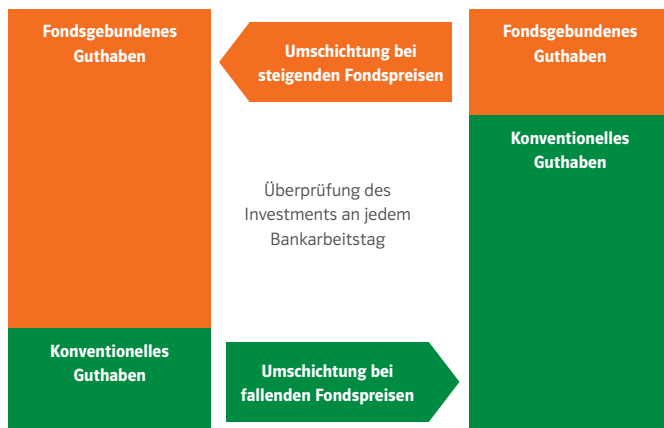 Fondsgebundenes
Guthaben
Umschichtung bei
steigenden Fondspreisen
Fondsgebundenes
Guthaben
Konventionelles
Guthaben
Überprüfung des
Investments an jedem
Bankarbeitstag
Konventionelles
Guthaben
Umschichtung bei
fallenden Fondspreisen